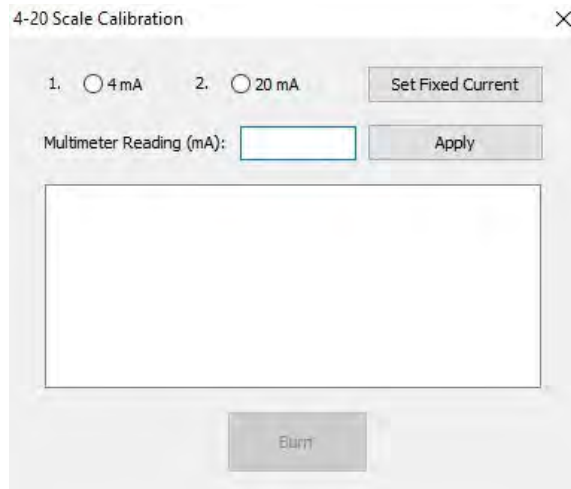 4-20 Scale Calibration
1. 4 mA 2. 20 mA Set Fixed Current
Multimeter Reading (mA): Apply
Burn